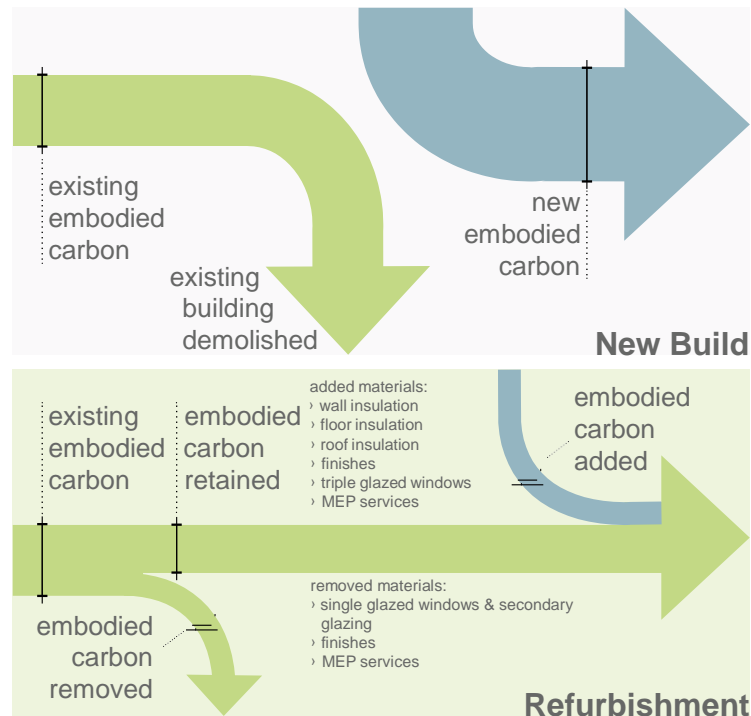 existing
embodied
carbon
new
embodied
carbon
existing
building
demolished
New Build
existing
embodied
carbon
embodied
carbon
retained
added materials:
› wall insulation
› floor insulation
› roof insulation
› finishes
› triple glazed windows
› MEP services
embodied
carbon
added
embodied
carbon
removed
removed materials:
› single glazed windows & secondary
glazing
› finishes
› MEP services
Refurbishment